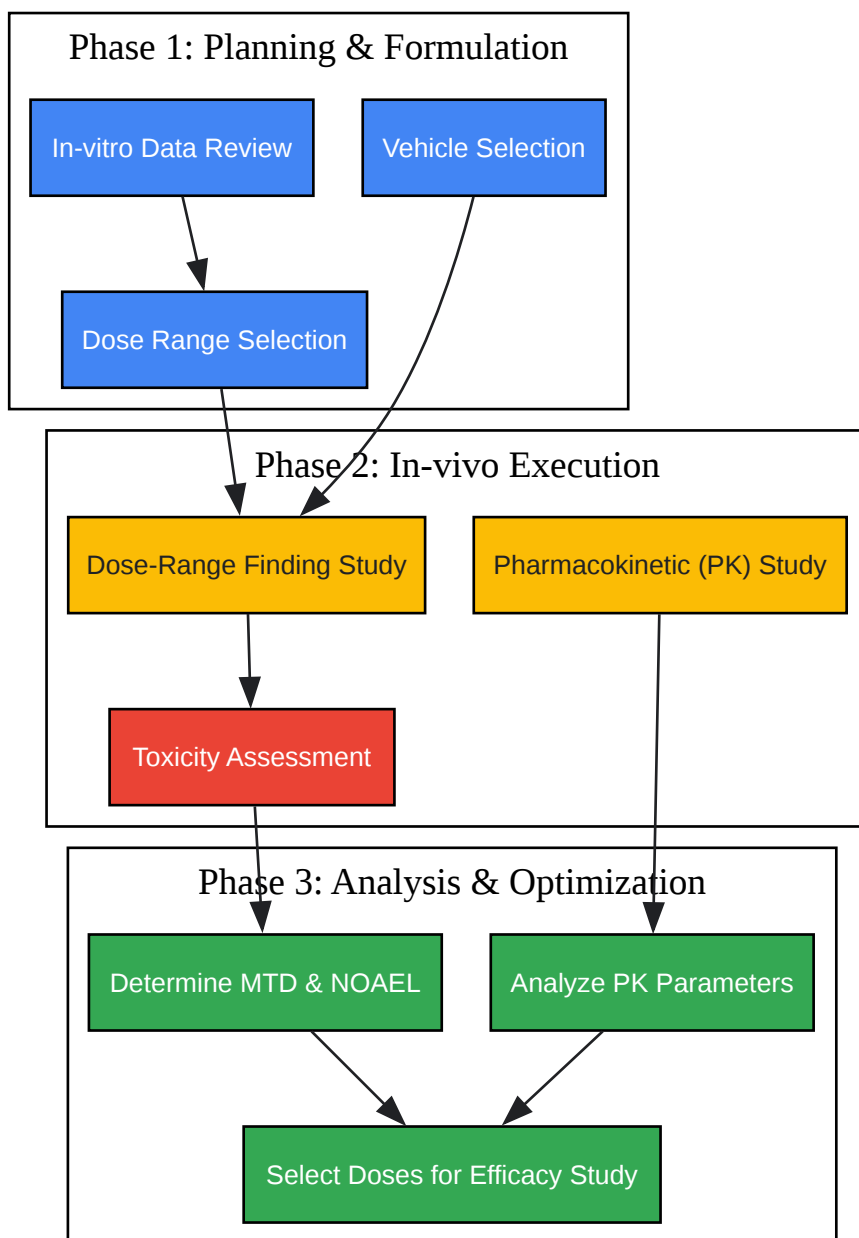 Phase 1: Planning & Formulation
In-vitro Data Review
Vehicle Selection
Dose Range Selection
Phase 2: In-vivo Execution
Dose-Range Finding Study
Pharmacokinetic (PK) Study
Toxicity Assessment
Phase 3: Analysis & Optimization
Determine MTD & NOAEL
Analyze PK Parameters
Select Doses for Efficacy Study